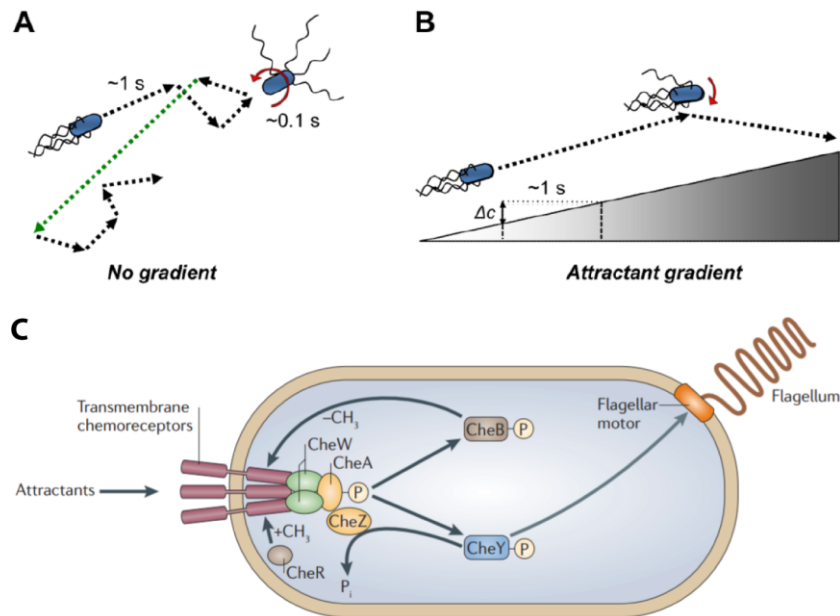 A
~1 s
~0.1 s
No gradient
B
~1 s
Δc
Attractant gradient
C
Transmembrane
chemoreceptors
Attractants
–CH₃
CheW
CheA
P
CheZ
+CH₃
CheR
Pᵢ
CheB
P
CheY
P
Flagellar
motor
Flagellum